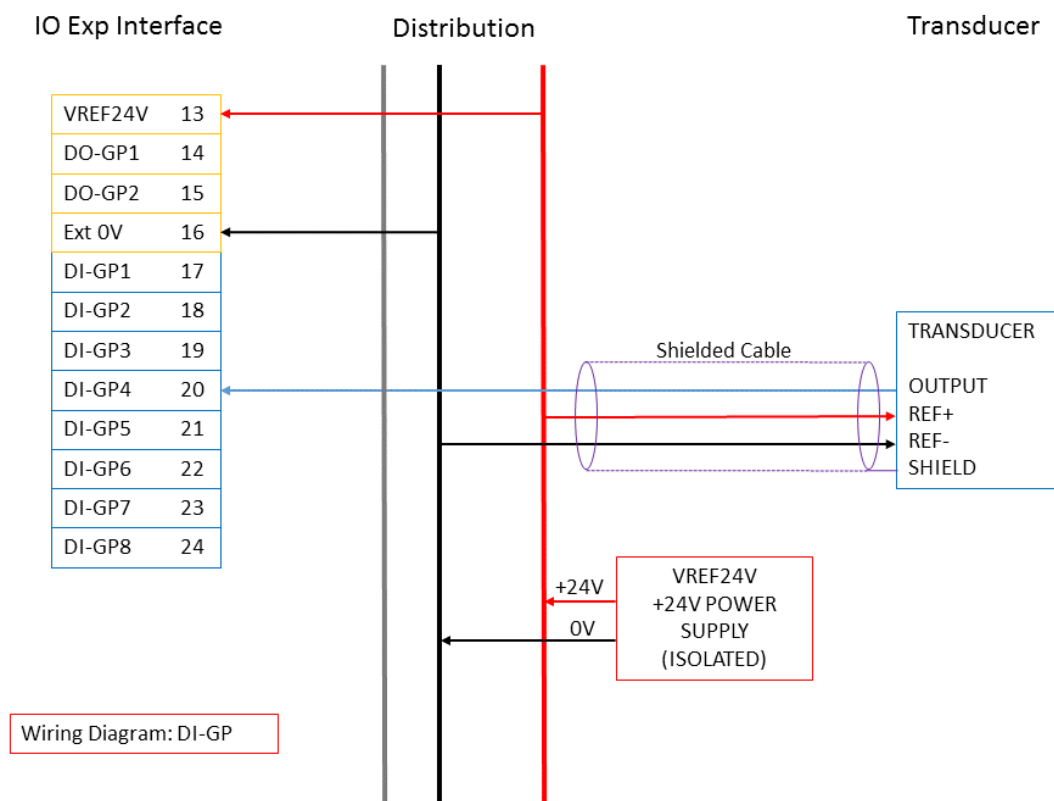 IO Exp Interface
Distribution
Transducer
VREF24V 13
DO-GP1 14
DO-GP2 15
Ext 0V 16
DI-GP1 17
DI-GP2 18
DI-GP3 19
DI-GP4 20
DI-GP5 21
DI-GP6 22
DI-GP7 23
DI-GP8 24
Shielded Cable
TRANSDUCER
OUTPUT
REF+
REF-
SHIELD
+24V
0V
VREF24V
+24V POWER
SUPPLY
(ISOLATED)
Wiring Diagram: DI-GP